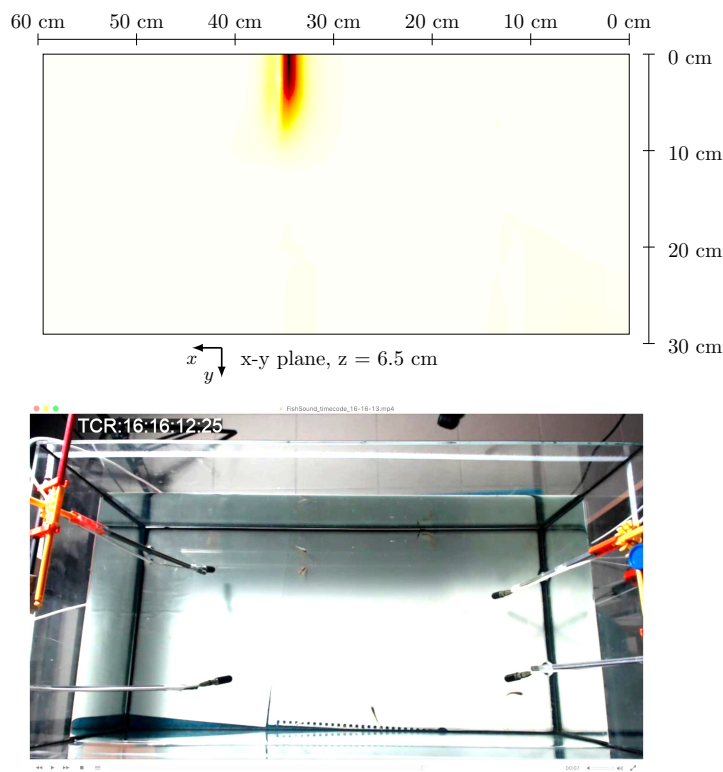 60 cm 50 cm 40 cm 30 cm 20 cm 10 cm 0 cm
0 cm
10 cm
20 cm
30 cm
x
y
x-y plane, z = 6.5 cm
FishSound_timecode_16-16-13.mp4
TCR:16:16:12:25
00:07